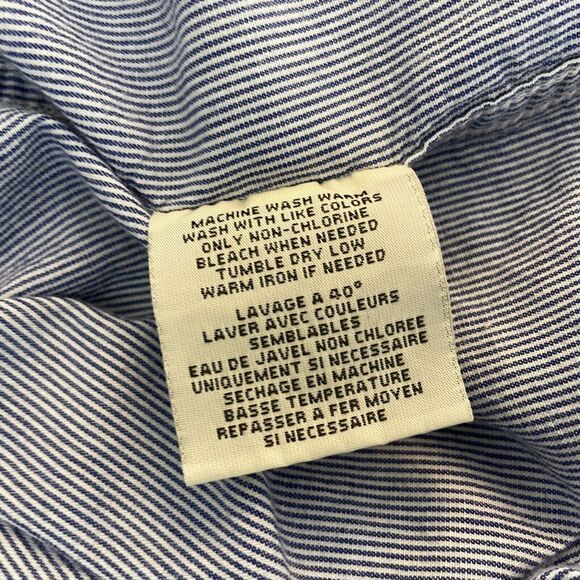 MACHINE WASH WARM
WASH WITH LIKE COLORS
ONLY NON-CHLORINE
BLEACH WHEN NEEDED
TUMBLE DRY LOW
WARM IRON IF NEEDED
LAVAGE A 40°
LAVER AVEC COULEURS
SEMBLABLES
EAU DE JAVEL NON CHLOREE
UNIQUEMENT SI NECESSAIRE
SECHAGE EN MACHINE
BASSE TEMPERATURE
REPASSER A FER MOYEN
SI NECESSAIRE